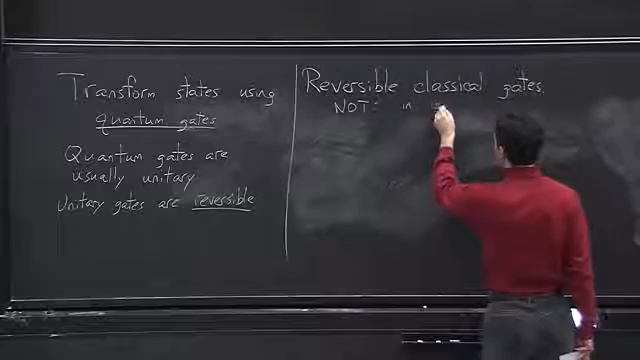 Transform states using
quantum gates
Quantum gates are
usually unitary.
Unitary gates are reversible
Reversible classical gates.
NOT: in